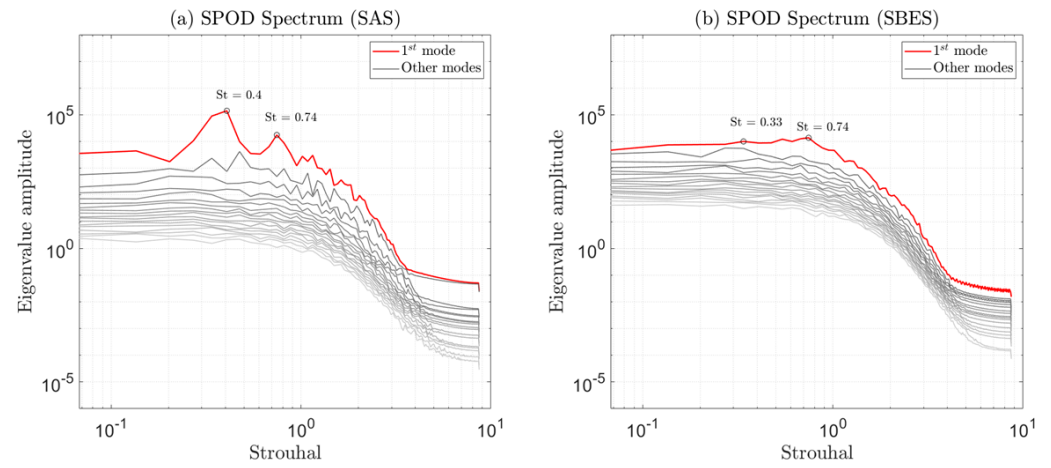 (a) SPOD Spectrum (SAS)
1st mode
Other modes
St = 0.4
St = 0.74
Eigenvalue amplitude
10^5
10^0
10^-5
10^-1
10^0
10^1
Strouhal
(b) SPOD Spectrum (SBES)
1st mode
Other modes
St = 0.33
St = 0.74
Eigenvalue amplitude
10^5
10^0
10^-5
10^-1
10^0
10^1
Strouhal